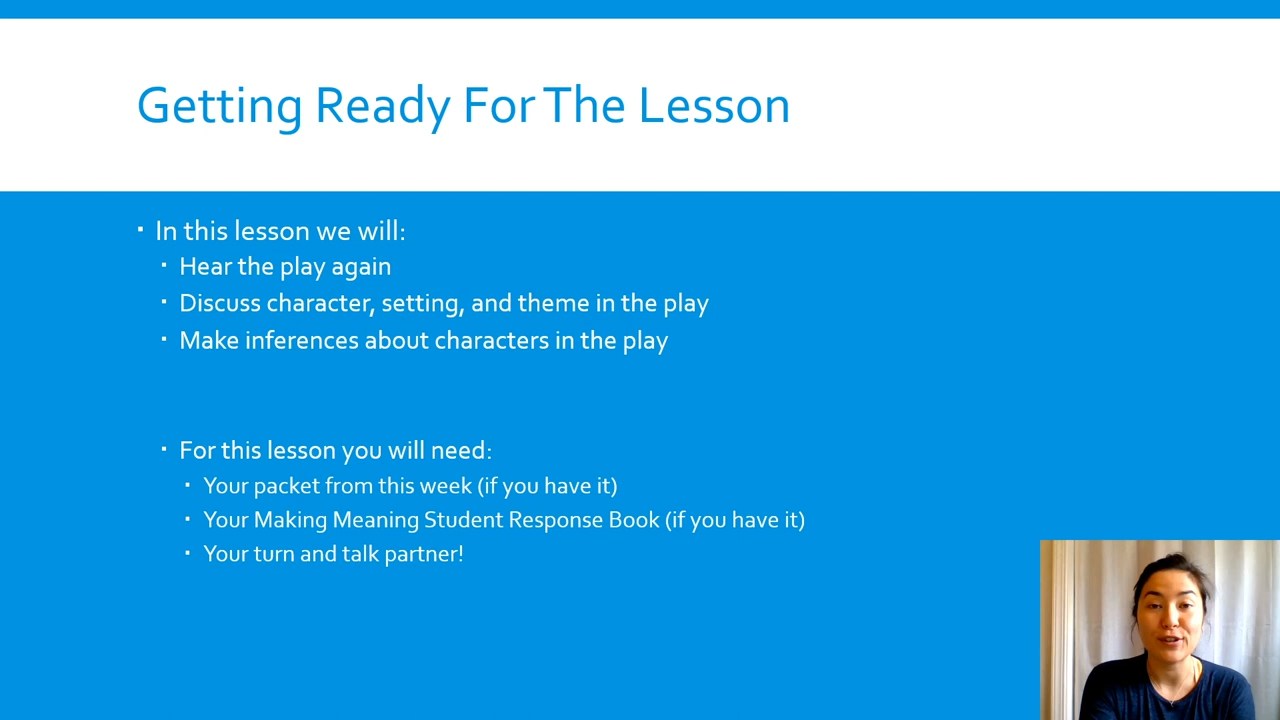 Getting Ready For The Lesson
In this lesson we will:
Hear the play again
Discuss character, setting, and theme in the play
Make inferences about characters in the play
For this lesson you will need:
Your packet from this week (if you have it)
Your Making Meaning Student Response Book (if you have it)
Your turn and talk partner!